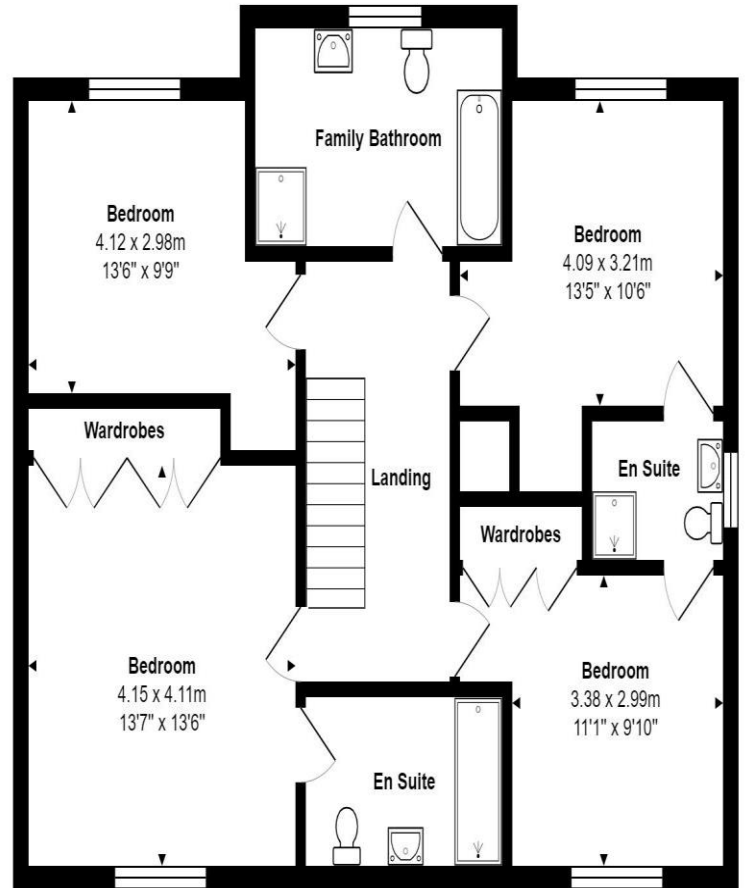 Family Bathroom
Bedroom
4.12 x 2.98m
13'6" x 9'9"
Bedroom
4.09 x 3.21m
13'5" x 10'6"
Wardrobes
Landing
En Suite
Wardrobes
Bedroom
4.15 x 4.11m
13'7" x 13'6"
Bedroom
3.38 x 2.99m
11'1" x 9'10"
En Suite